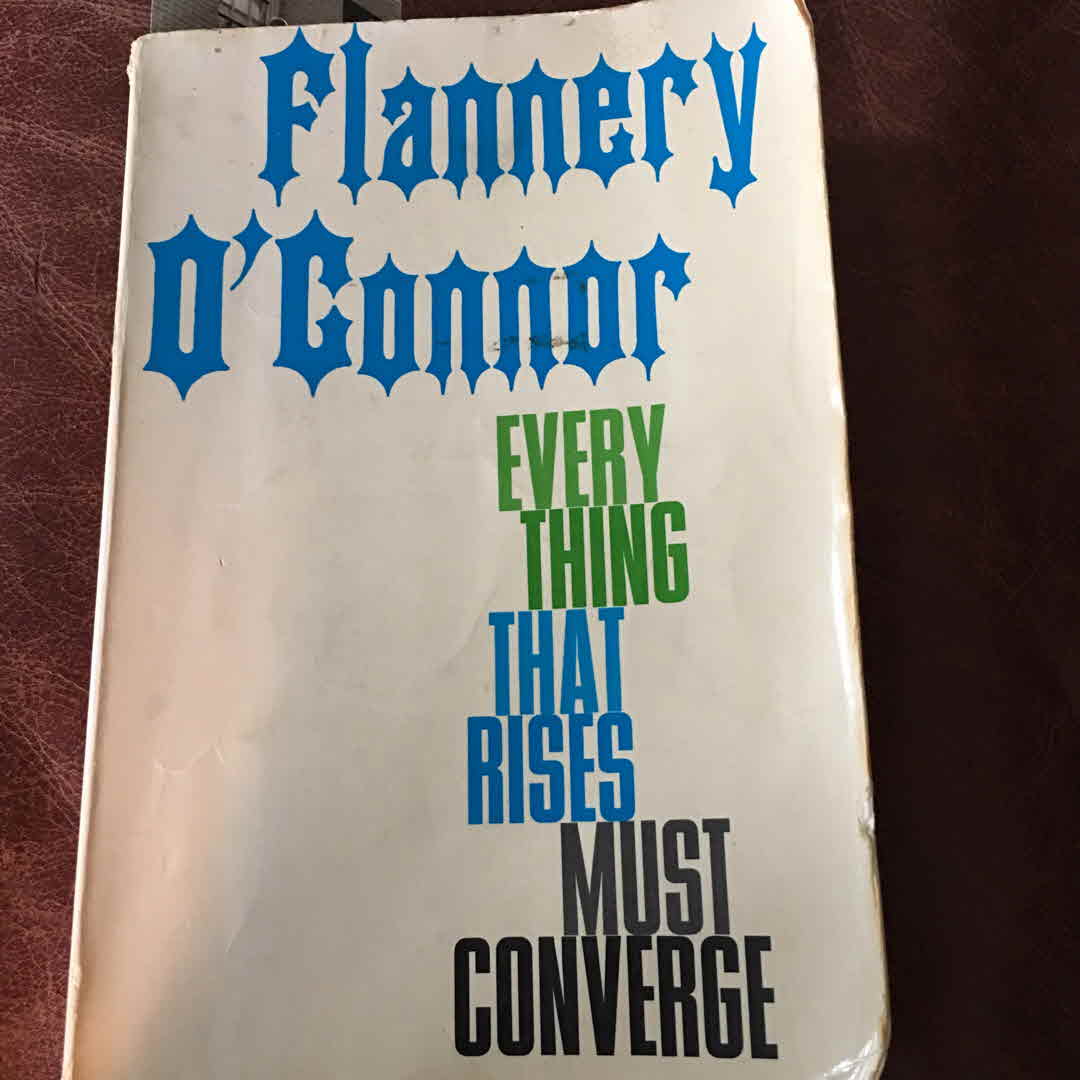 Flannery
O'Connor
EVERY
THING
THAT
RISES
MUST
CONVERGE